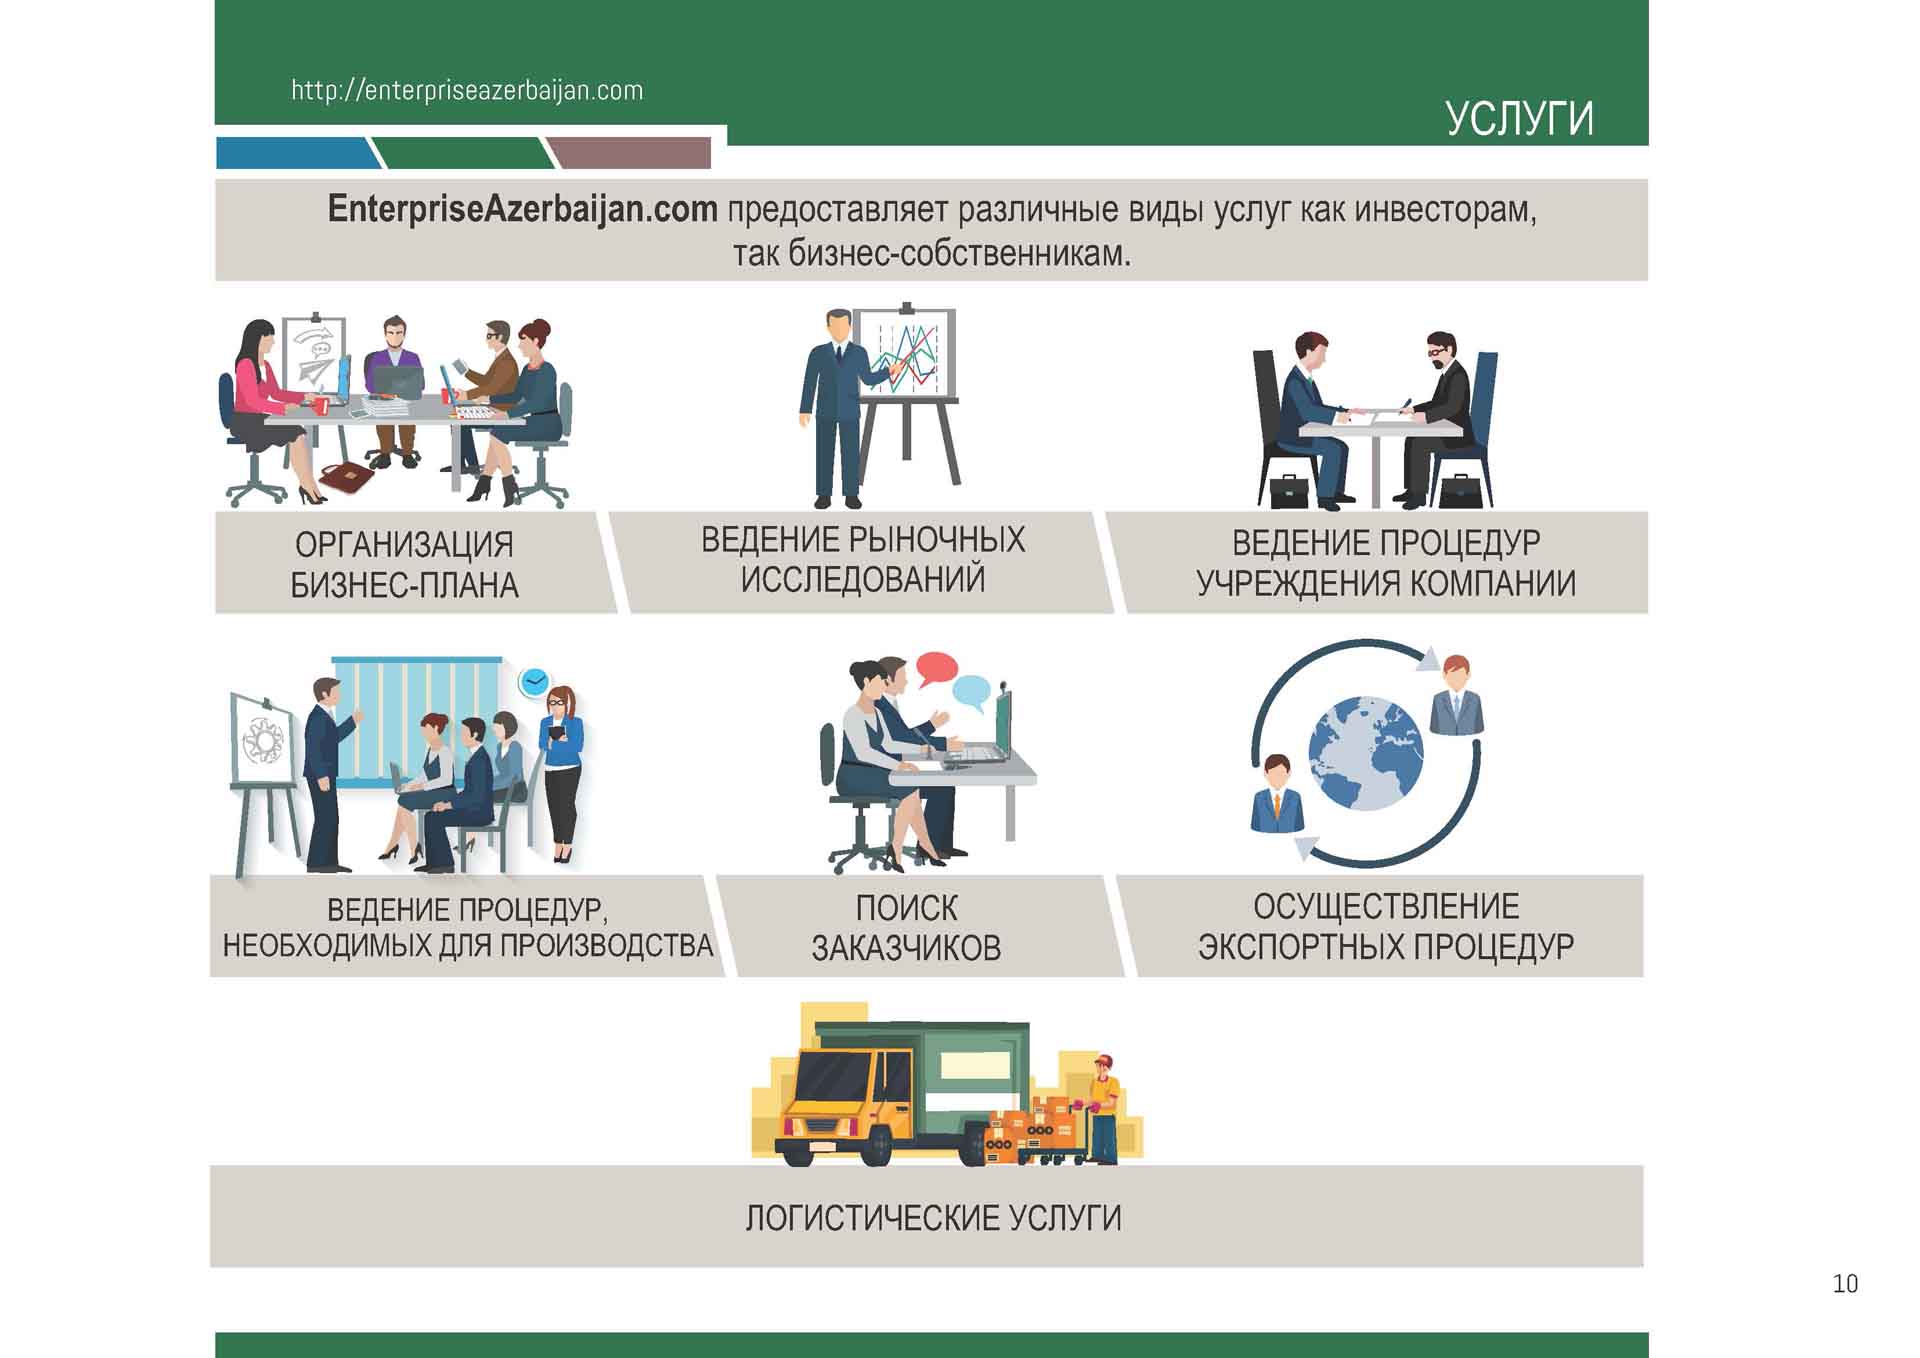 http://enterpriseazerbaijan.com
УСЛУГИ
EnterpriseAzerbaijan.com предоставляет различные виды услуг как инвесторам,
так бизнес-собственникам.
ОРГАНИЗАЦИЯ
БИЗНЕС-ПЛАНА
ВЕДЕНИЕ РЫНОЧНЫХ
ИССЛЕДОВАНИЙ
ВЕДЕНИЕ ПРОЦЕДУР
УЧРЕЖДЕНИЯ КОМПАНИИ
ВЕДЕНИЕ ПРОЦЕДУР,
НЕОБХОДИМЫХ ДЛЯ ПРОИЗВОДСТВА
ПОИСК
ЗАКАЗЧИКОВ
ОСУЩЕСТВЛЕНИЕ
ЭКСПОРТНЫХ ПРОЦЕДУР
ЛОГИСТИЧЕСКИЕ УСЛУГИ
10